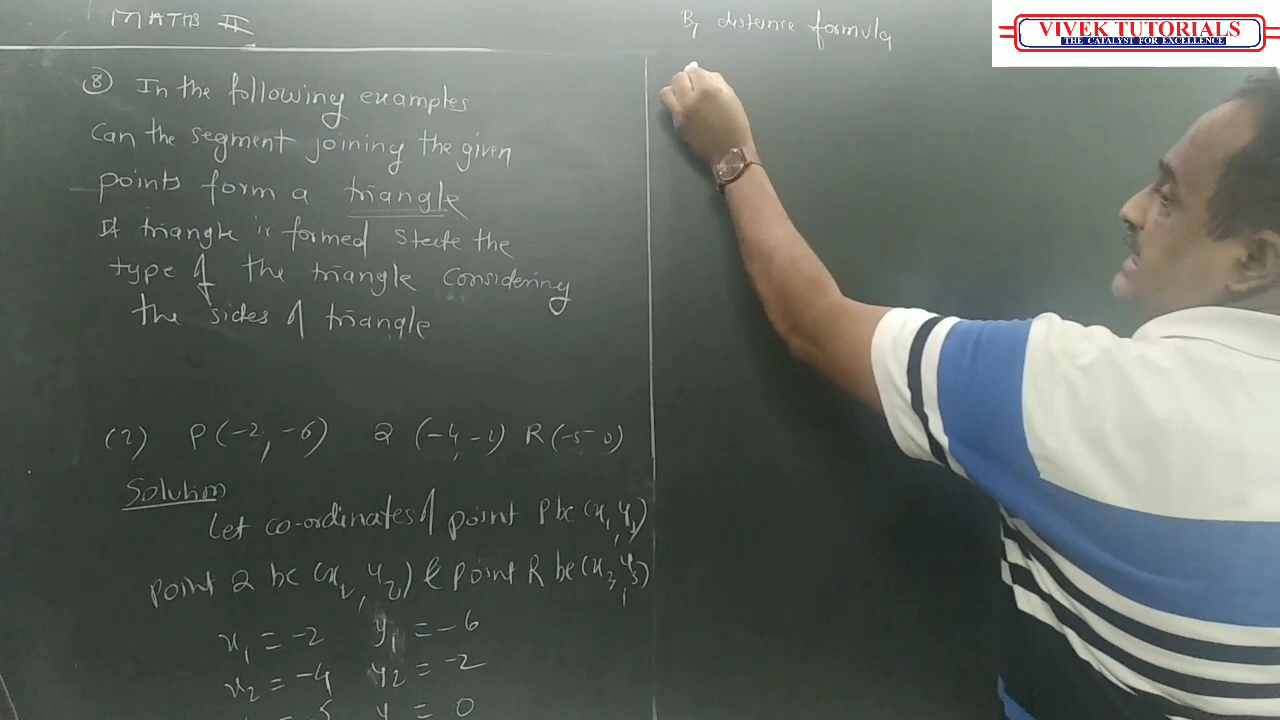 MATHS II
(8) In the following examples
Can the segment joining the given
points form a triangle
If triangle is formed state the
type of the triangle considering
the sides of triangle
(2) P(-2, -6) Q (-4, -2) R (-5, 0)
Solution
Let co-ordinates of point P be (x1, y1)
point Q be (x2, y2) & point R be (x3, y3)
x1 = -2 y1 = -6
x2 = -4 y2 = -2
= -5 y = 0
By distance formula
VIVEK TUTORIALS
THE CATALYST FOR EXCELLENCE